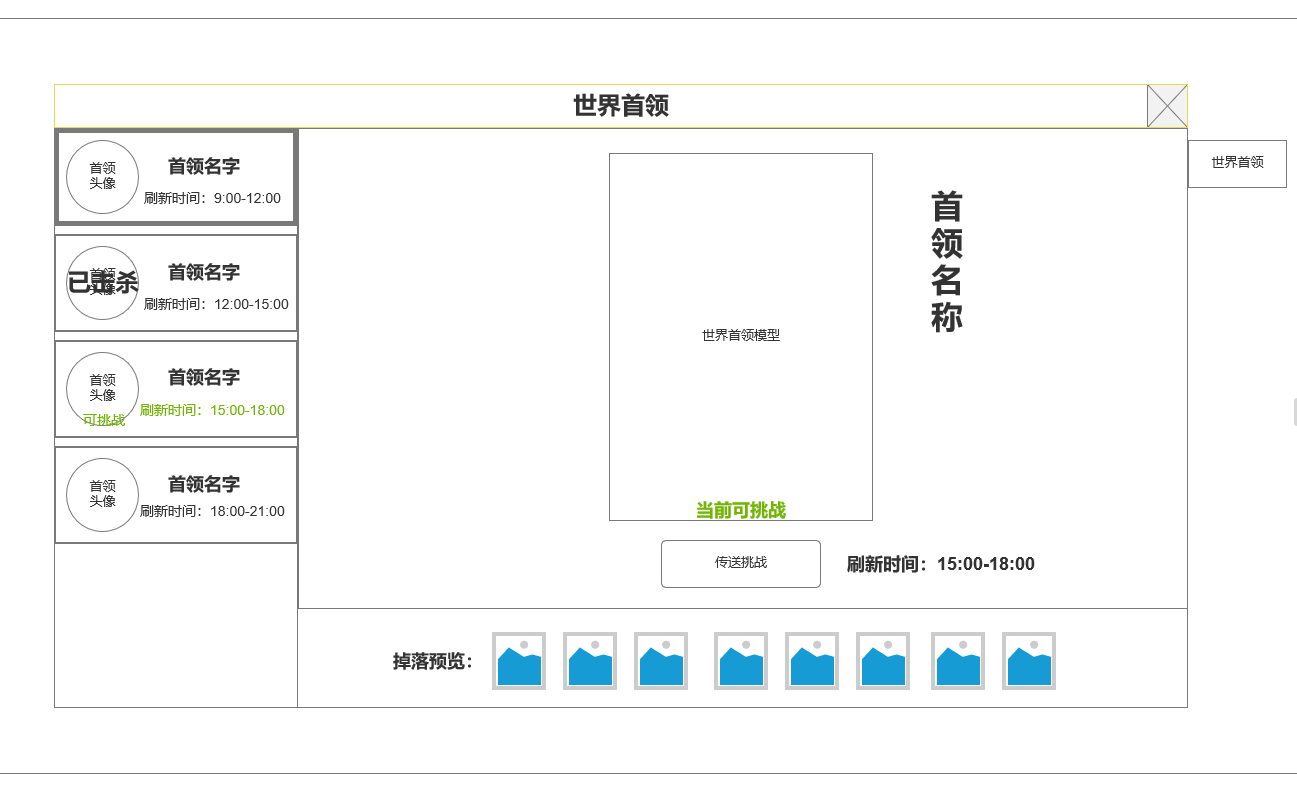 世界首领
首领
头像
首领名字
刷新时间：9:00-12:00
首领
头像
已击杀
首领名字
刷新时间：12:00-15:00
首领
头像
可挑战
首领名字
刷新时间：15:00-18:00
首领
头像
首领名字
刷新时间：18:00-21:00
世界首领模型
首领名称
当前可挑战
传送挑战
刷新时间：15:00-18:00
掉落预览：
世界首领